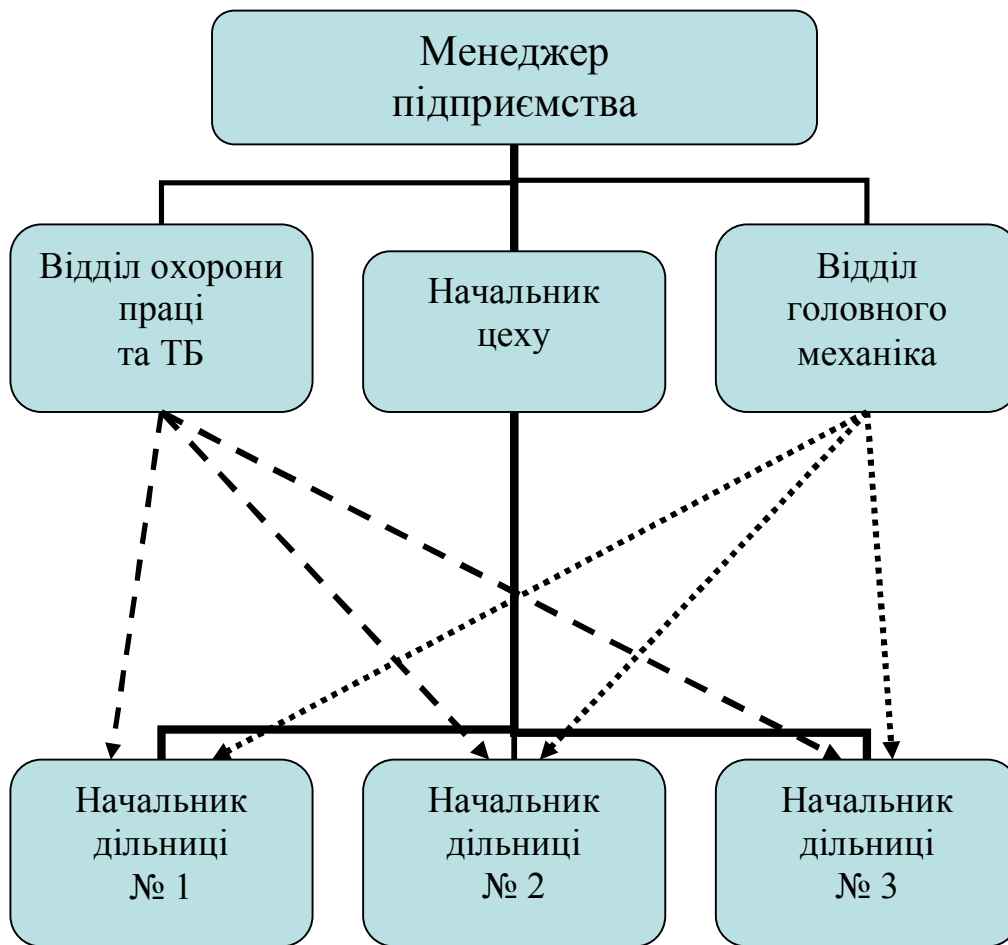 Менеджер
підприємства
Відділ охорони
праці
та ТБ
Начальник
цеху
Відділ
головного
механіка
Начальник
дільниці
№ 1
Начальник
дільниці
№ 2
Начальник
дільниці
№ 3